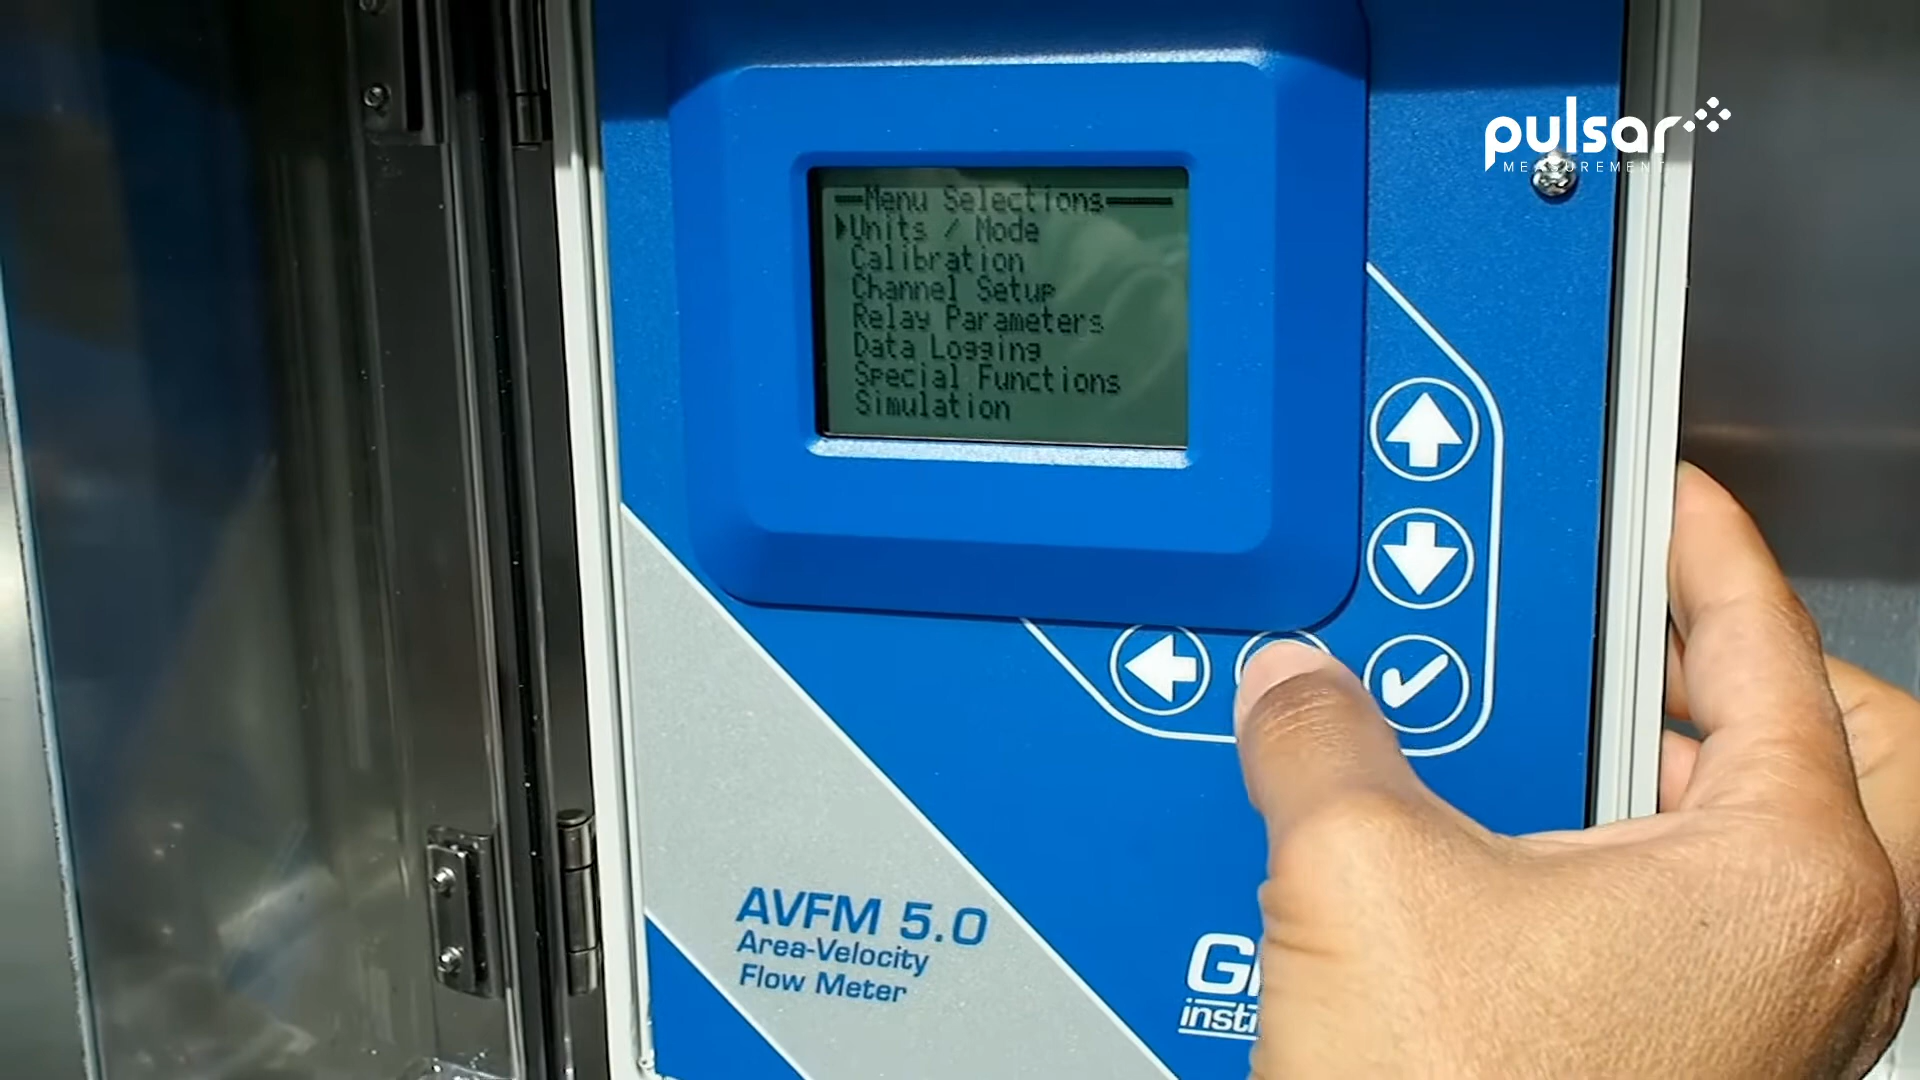 pulsar
MEASUREMENT
Menu Selections
Units / Mode
Calibration
Channel Setup
Relay Parameters
Data Logging
Special Functions
Simulation
AVFM 5.0
Area-Velocity
Flow Meter